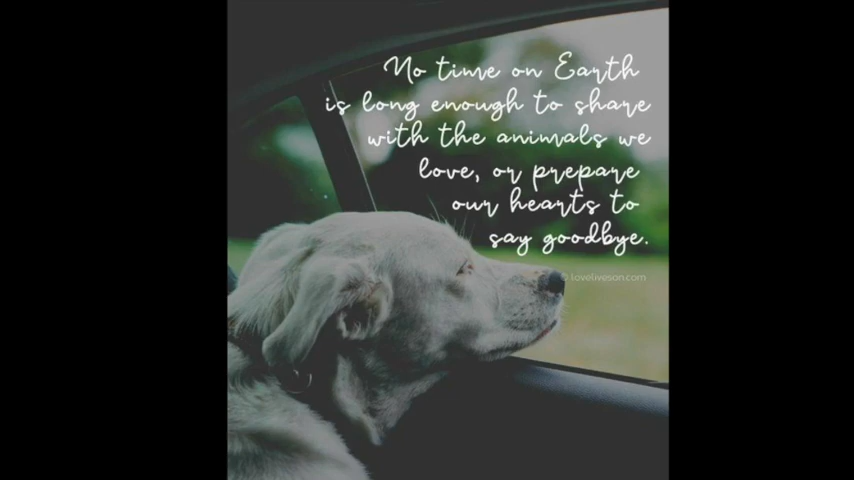 No time on Earth
is long enough to share
with the animals we
love, or prepare
our hearts to
say goodbye.
© loveliveson.com